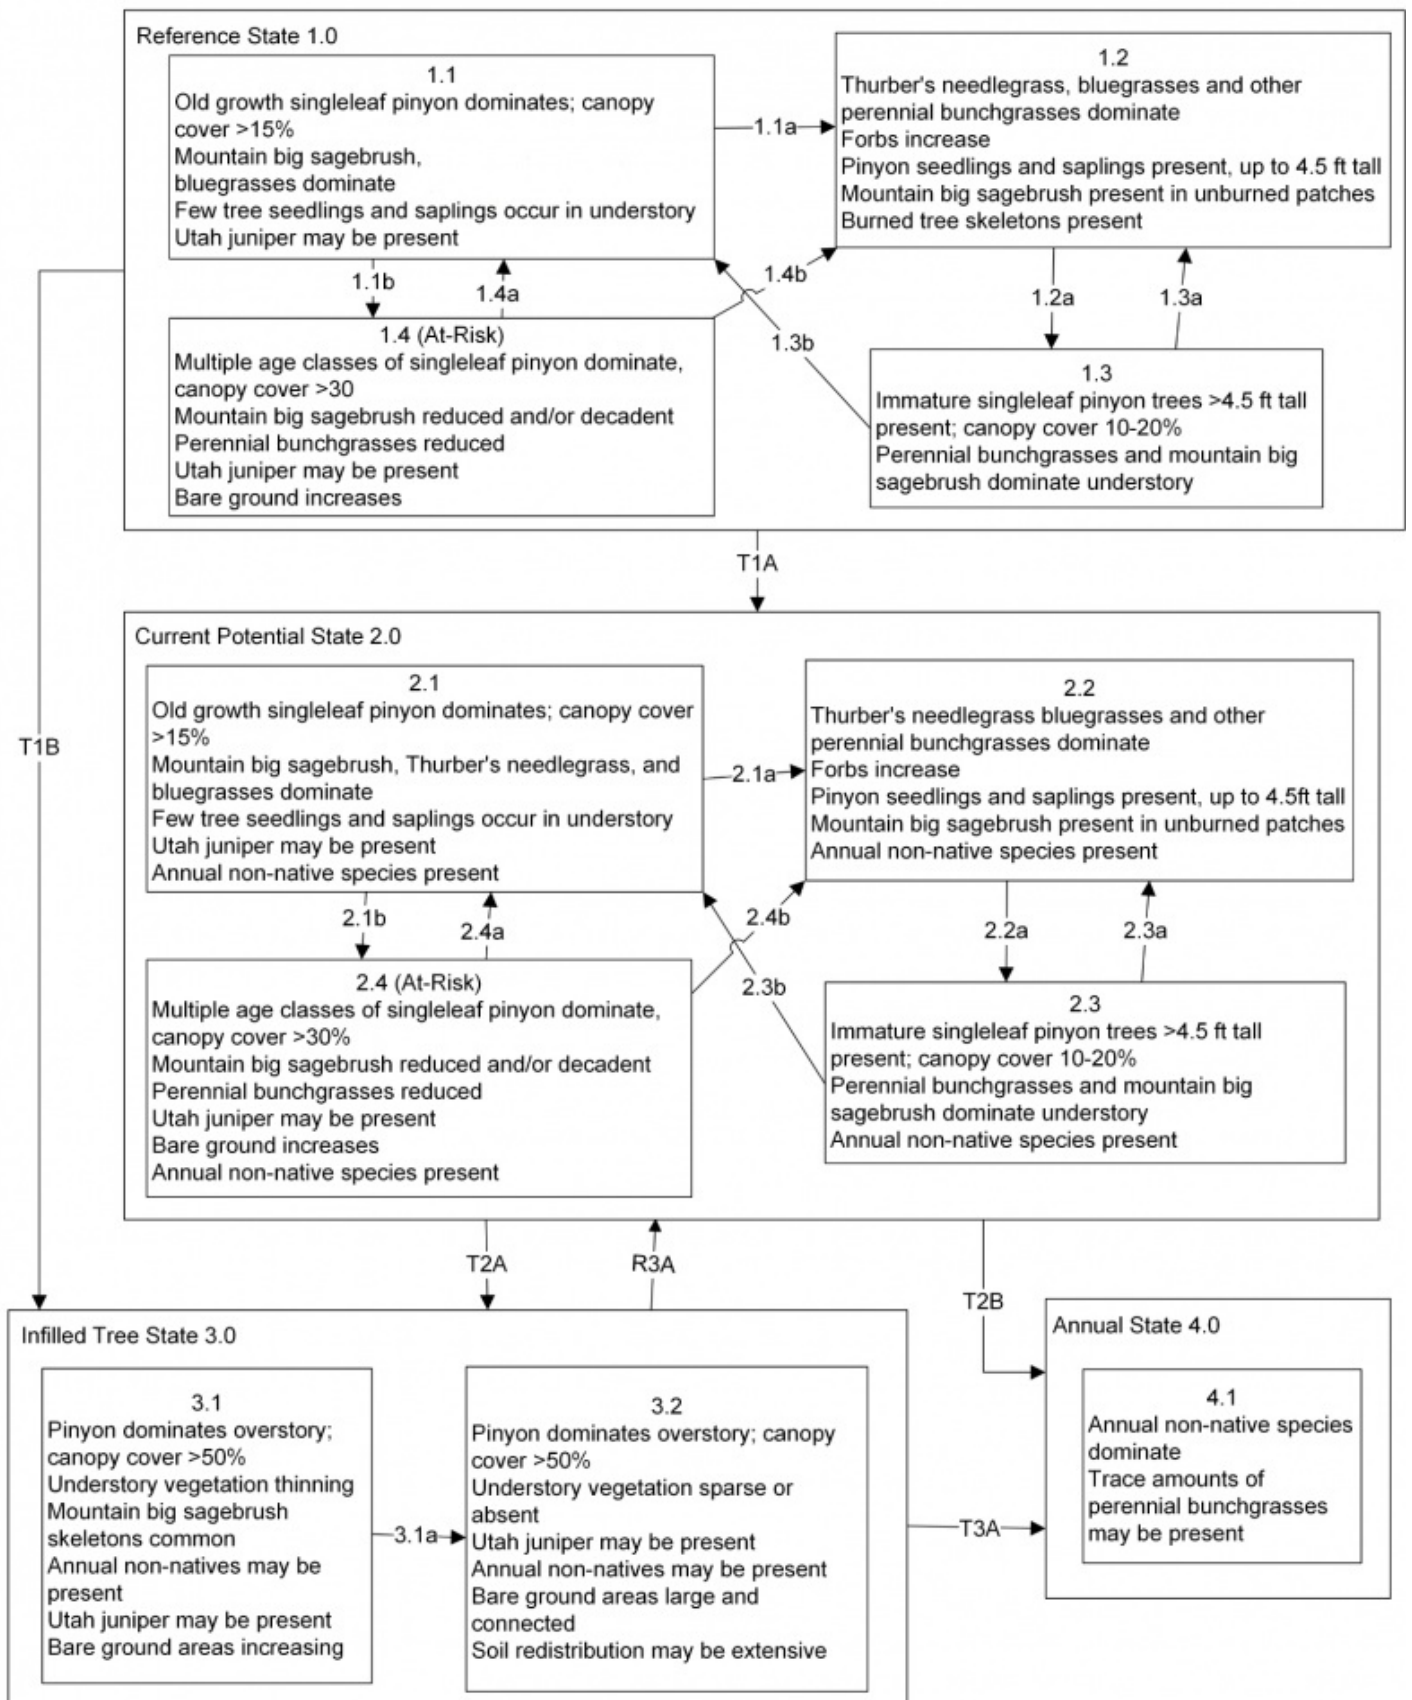 Reference State 1.0
1.1
Old growth singleleaf pinyon dominates; canopy
cover >15%
Mountain big sagebrush,
bluegrasses dominate
Few tree seedlings and saplings occur in understory
Utah juniper may be present
1.1a
1.2
Thurber's needlegrass, bluegrasses and other
perennial bunchgrasses dominate
Forbs increase
Pinyon seedlings and saplings present, up to 4.5 ft tall
Mountain big sagebrush present in unburned patches
Burned tree skeletons present
1.1b
1.4a
1.4b
1.3b
1.2a
1.3a
1.4 (At-Risk)
Multiple age classes of singleleaf pinyon dominate,
canopy cover >30
Mountain big sagebrush reduced and/or decadent
Perennial bunchgrasses reduced
Utah juniper may be present
Bare ground increases
1.3
Immature singleleaf pinyon trees >4.5 ft tall
present; canopy cover 10-20%
Perennial bunchgrasses and mountain big
sagebrush dominate understory
T1A
T1B
Current Potential State 2.0
2.1
Old growth singleleaf pinyon dominates; canopy cover
>15%
Mountain big sagebrush, Thurber's needlegrass, and
bluegrasses dominate
Few tree seedlings and saplings occur in understory
Utah juniper may be present
Annual non-native species present
2.1a
2.2
Thurber's needlegrass bluegrasses and other
perennial bunchgrasses dominate
Forbs increase
Pinyon seedlings and saplings present, up to 4.5ft tall
Mountain big sagebrush present in unburned patches
Annual non-native species present
2.1b
2.4a
2.4b
2.3b
2.2a
2.3a
2.4 (At-Risk)
Multiple age classes of singleleaf pinyon dominate,
canopy cover >30%
Mountain big sagebrush reduced and/or decadent
Perennial bunchgrasses reduced
Utah juniper may be present
Bare ground increases
Annual non-native species present
2.3
Immature singleleaf pinyon trees >4.5 ft tall
present; canopy cover 10-20%
Perennial bunchgrasses and mountain big
sagebrush dominate understory
Annual non-native species present
T2A
R3A
T2B
Infilled Tree State 3.0
3.1
Pinyon dominates overstory;
canopy cover >50%
Understory vegetation thinning
Mountain big sagebrush
skeletons common
Annual non-natives may be
present
Utah juniper may be present
Bare ground areas increasing
3.1a
3.2
Pinyon dominates overstory; canopy
cover >50%
Understory vegetation sparse or
absent
Utah juniper may be present
Annual non-natives may be present
Bare ground areas large and
connected
Soil redistribution may be extensive
T3A
Annual State 4.0
4.1
Annual non-native species
dominate
Trace amounts of
perennial bunchgrasses
may be present